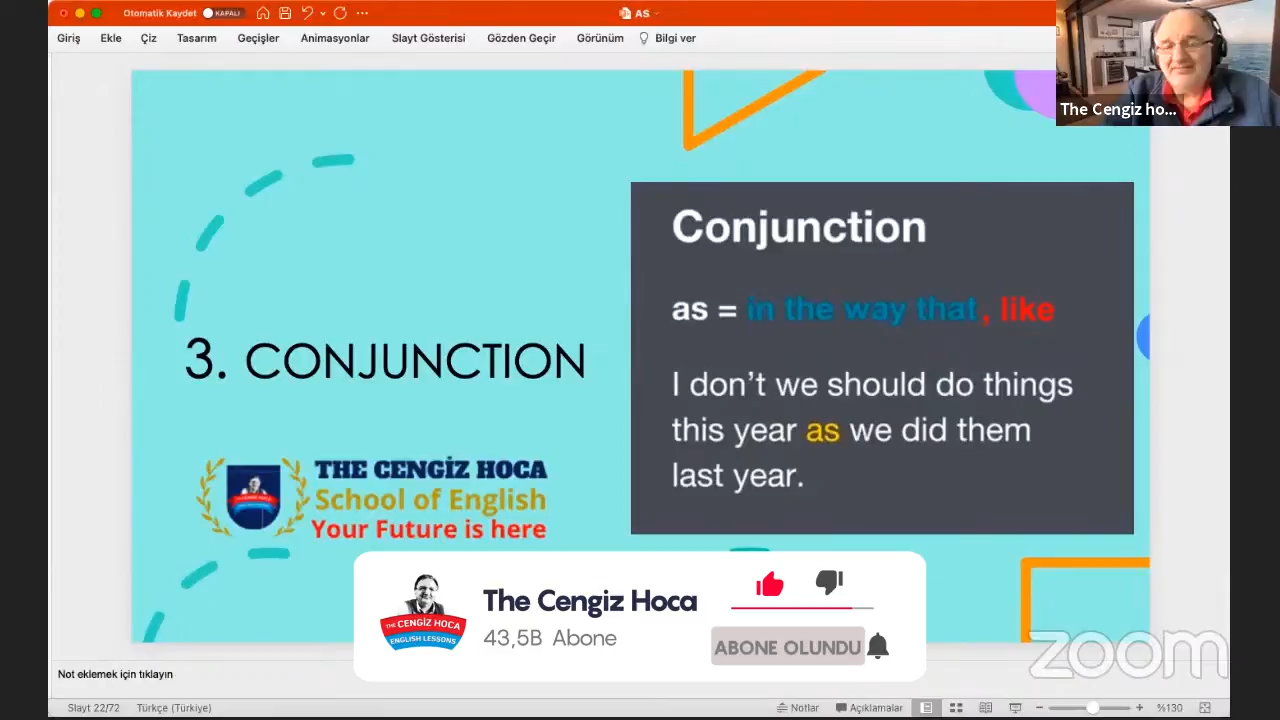 Otomatik Kaydet KAPALI AS
Giriş Ekle Çiz Tasarım Geçişler Animasyonlar Slayt Gösterisi Gözden Geçir Görünüm Bilgi ver
The Cengiz ho...
3. CONJUNCTION
Conjunction
as = in the way that, like
I don't we should do things
this year as we did them
last year.
THE CENGİZ HOCA
School of English
Your Future is here
THE CENGİZ HOCA
ENGLISH LESSONS
The Cengiz Hoca
43,5B Abone
ABONE OLUNDU
zoom
Not eklemek için tıklayın
Slayt 22/72 Türkçe (Türkiye) Notlar Açıklamalar %130